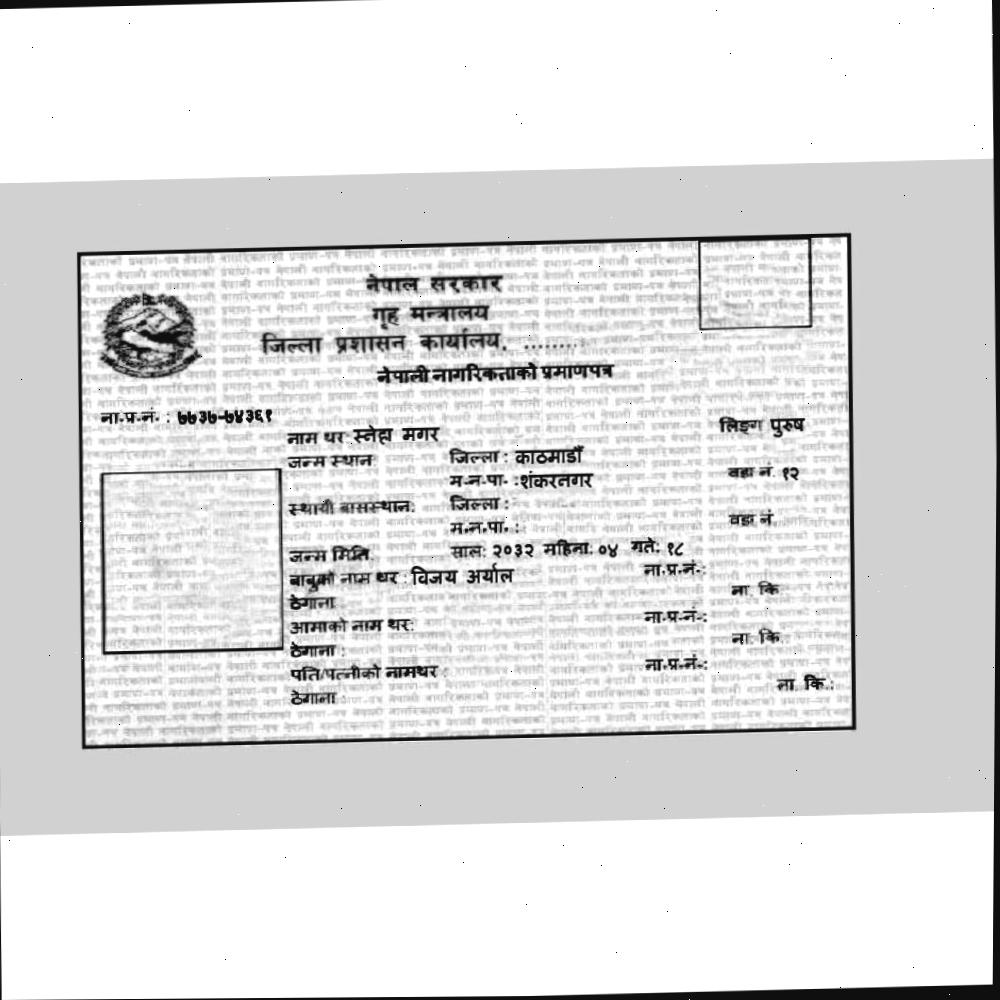 नेपाल सरकार
गृह मन्त्रालय
जिल्ला प्रशासन कार्यालय, .........
नेपाली नागरिकताको प्रमाणपत्र
ना.प्र.नं. : ७७३७-७४३६१
लिङ्ग पुरुष
नाम थर: स्नेहा मगर
जन्म स्थान: जिल्ला : काठमाडौँ
म.न.पा. :शंकरनगर वडा नं. १२
स्थायी बासस्थान: जिल्ला :
म.न.पा. : वडा नं.
जन्म मिति: साल: २०३२ महिना: ०४ गते: १८
बाबुको नाम थर : विजय अर्याल ना.प्र.नं.:
ठेगाना : ना. कि.
आमाको नाम थर: ना.प्र.नं.:
ठेगाना : ना. कि.
पति/पत्नीको नामथर : ना.प्र.नं.:
ठेगाना : ना. कि.: